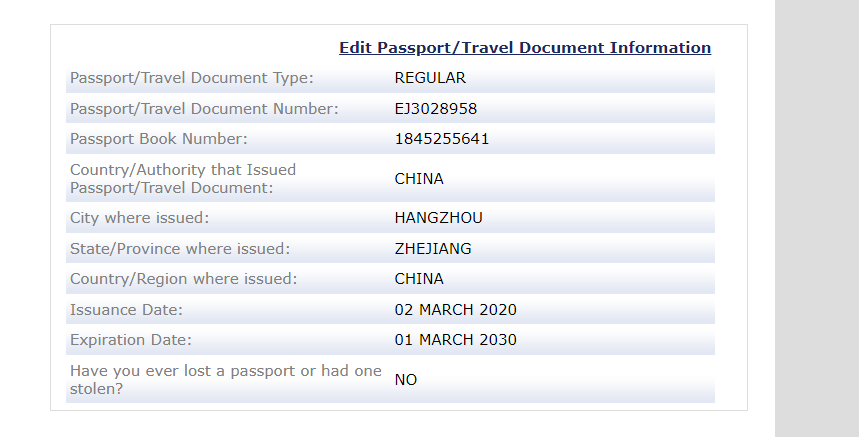 Edit Passport/Travel Document Information
Passport/Travel Document Type: REGULAR
Passport/Travel Document Number: EJ3028958
Passport Book Number: 1845255641
Country/Authority that Issued
Passport/Travel Document: CHINA
City where issued: HANGZHOU
State/Province where issued: ZHEJIANG
Country/Region where issued: CHINA
Issuance Date: 02 MARCH 2020
Expiration Date: 01 MARCH 2030
Have you ever lost a passport or had one
stolen? NO